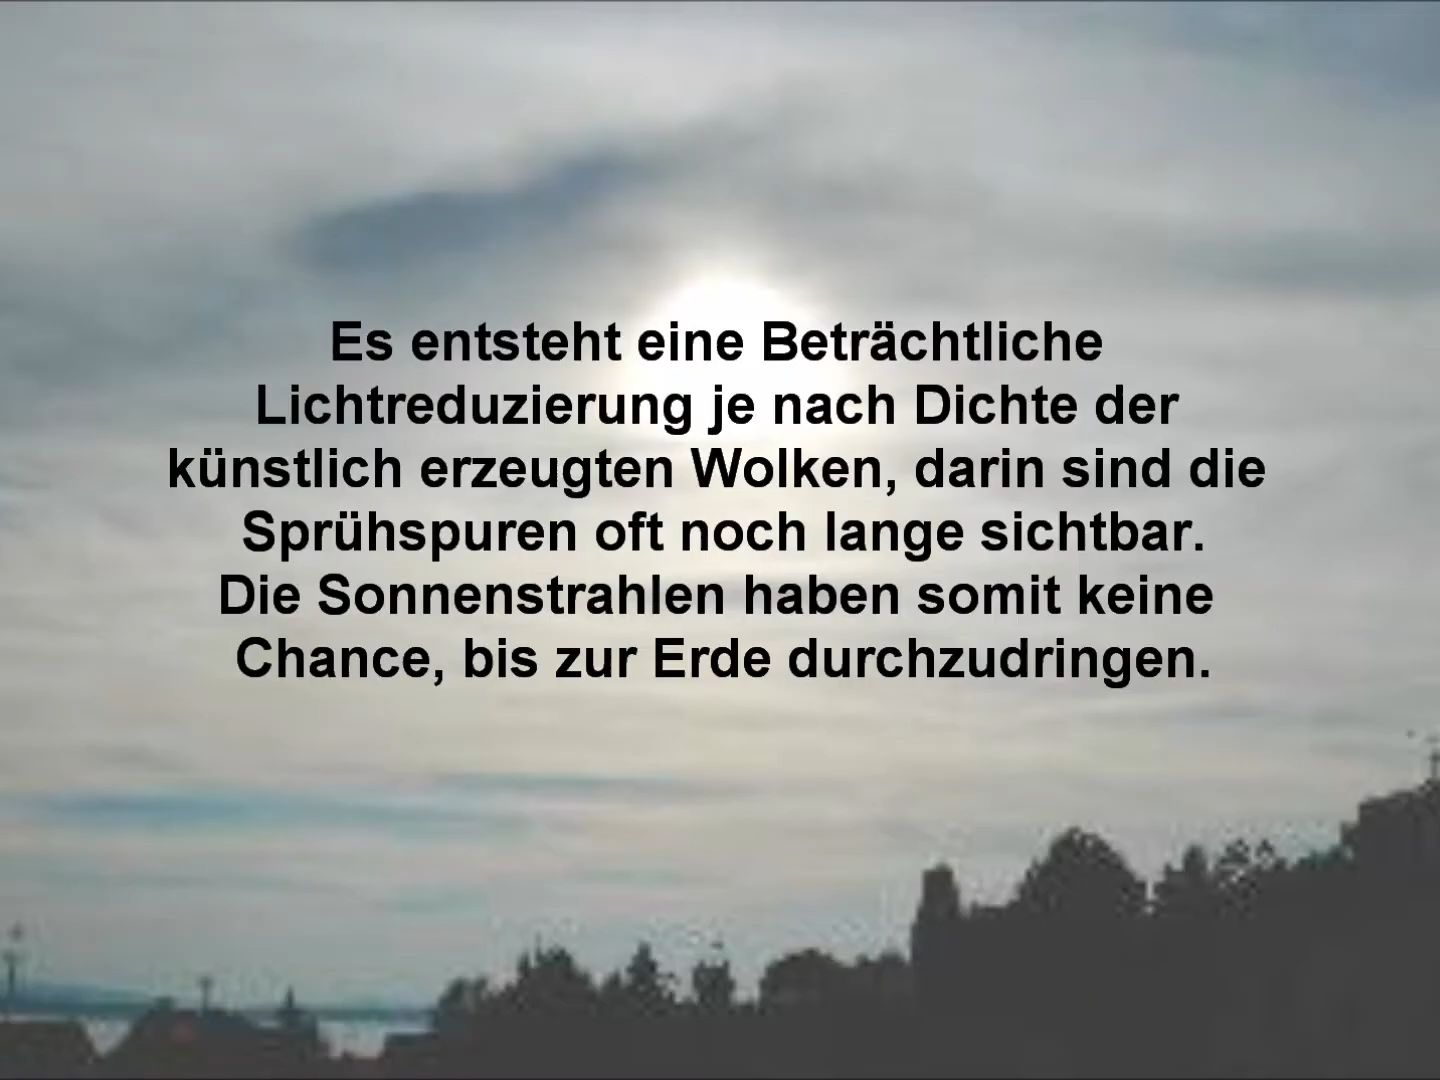 Es entsteht eine Beträchtliche
Lichtreduzierung je nach Dichte der
künstlich erzeugten Wolken, darin sind die
Sprühspuren oft noch lange sichtbar.
Die Sonnenstrahlen haben somit keine
Chance, bis zur Erde durchzudringen.